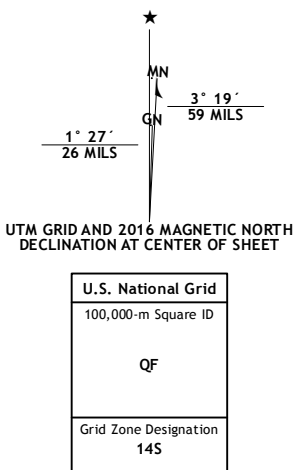 MN
3° 19´
59 MILS
GN
1° 27´
26 MILS
UTM GRID AND 2016 MAGNETIC NORTH
DECLINATION AT CENTER OF SHEET
U.S. National Grid
100,000-m Square ID
QF
Grid Zone Designation
14S